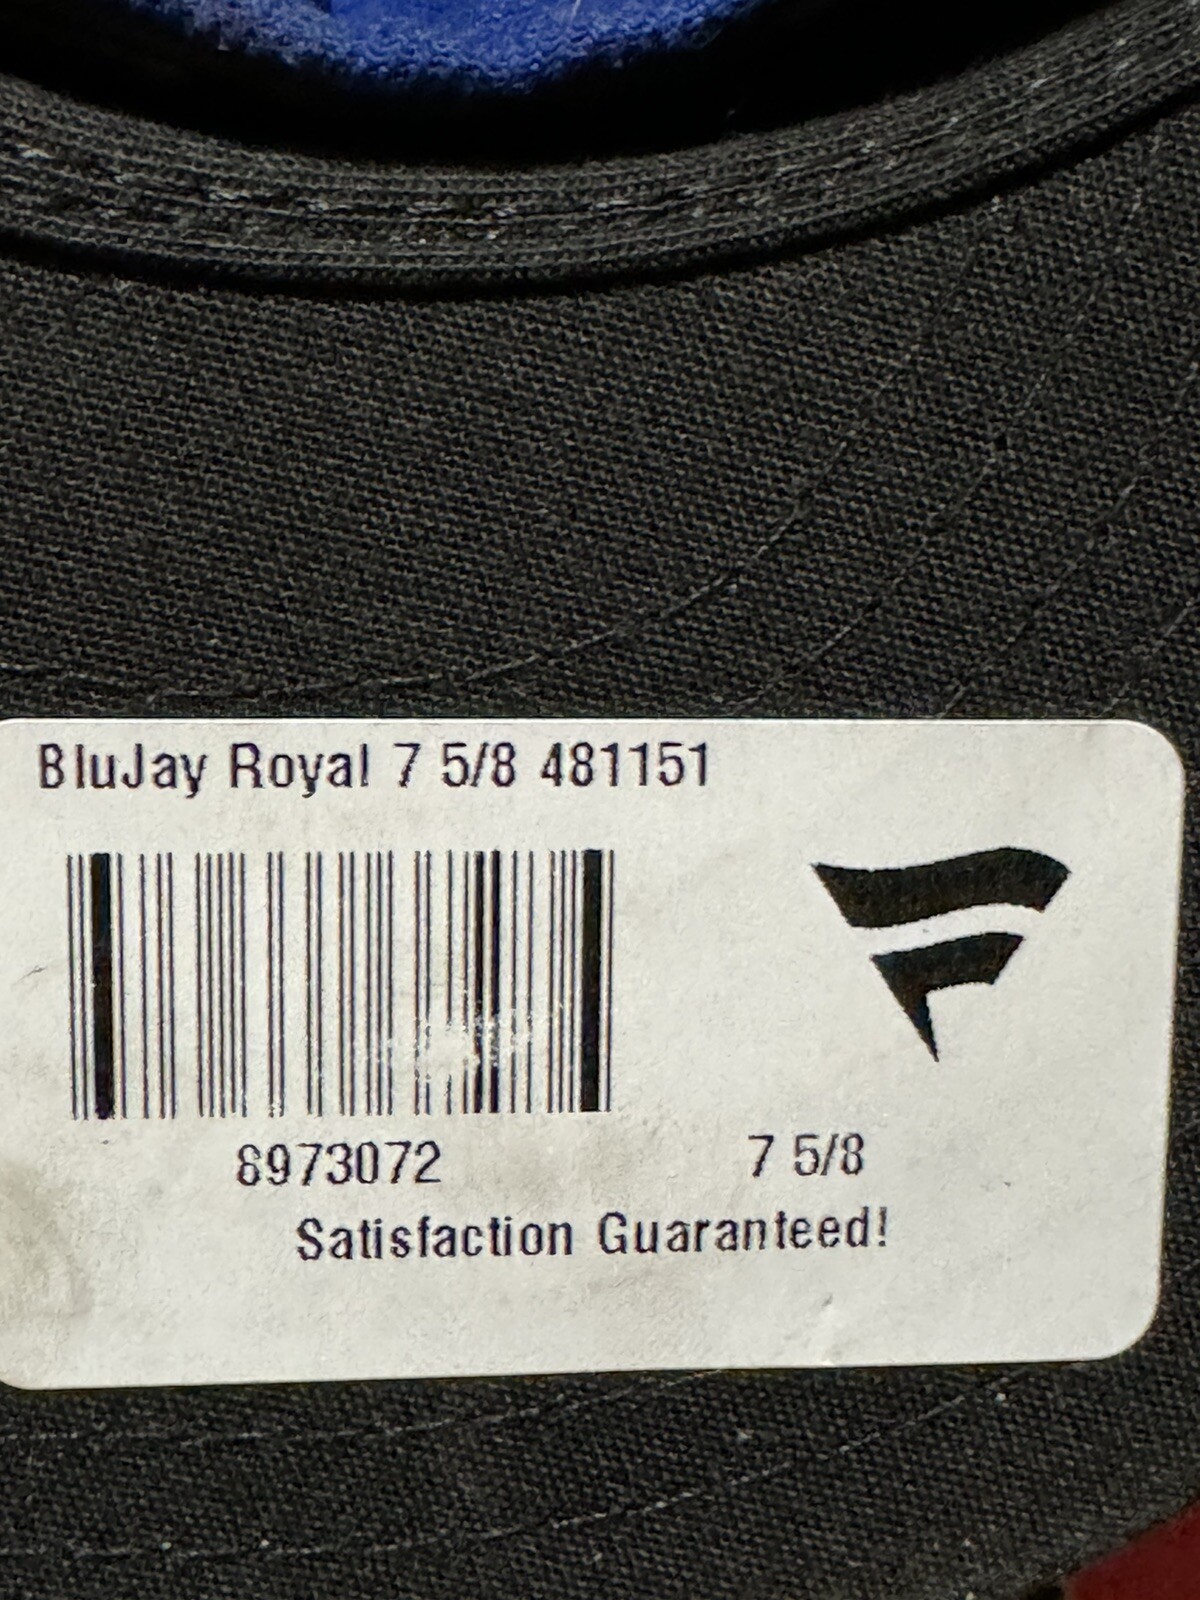 BluJay Royal 7 5/8 481151
8973072
7 5/8
Satisfaction Guaranteed!